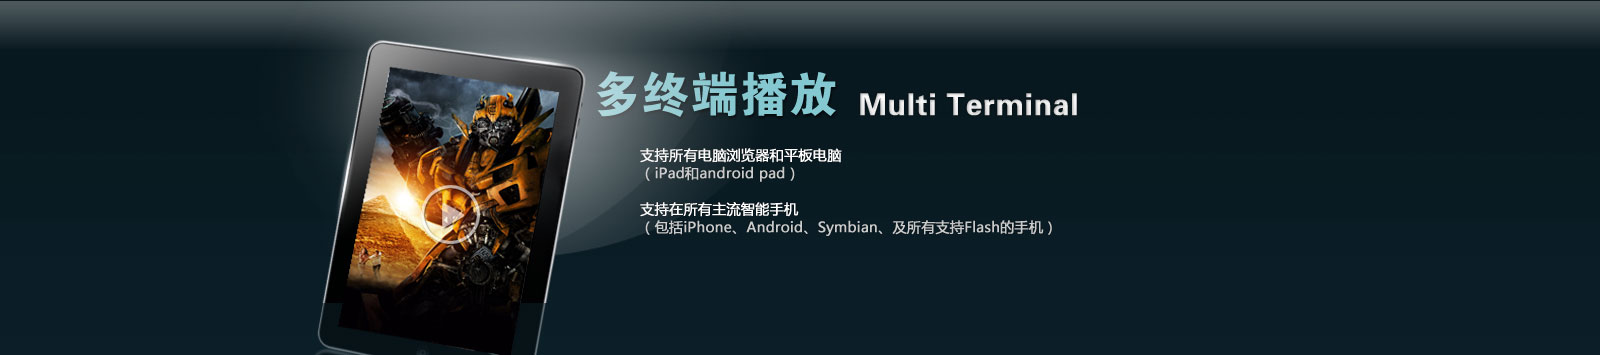 多终端播放 Multi Terminal
支持所有电脑浏览器和平板电脑
（iPad和android pad）
支持在所有主流智能手机
（包括iPhone、Android、Symbian、及所有支持Flash的手机）